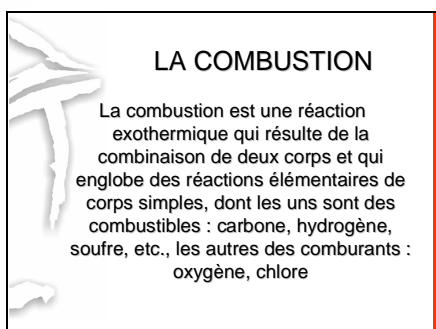 LA COMBUSTION
La combustion est une réaction
exothermique qui résulte de la
combinaison de deux corps et qui
englobe des réactions élémentaires de
corps simples, dont les uns sont des
combustibles : carbone, hydrogène,
soufre, etc., les autres des comburants :
oxygène, chlore